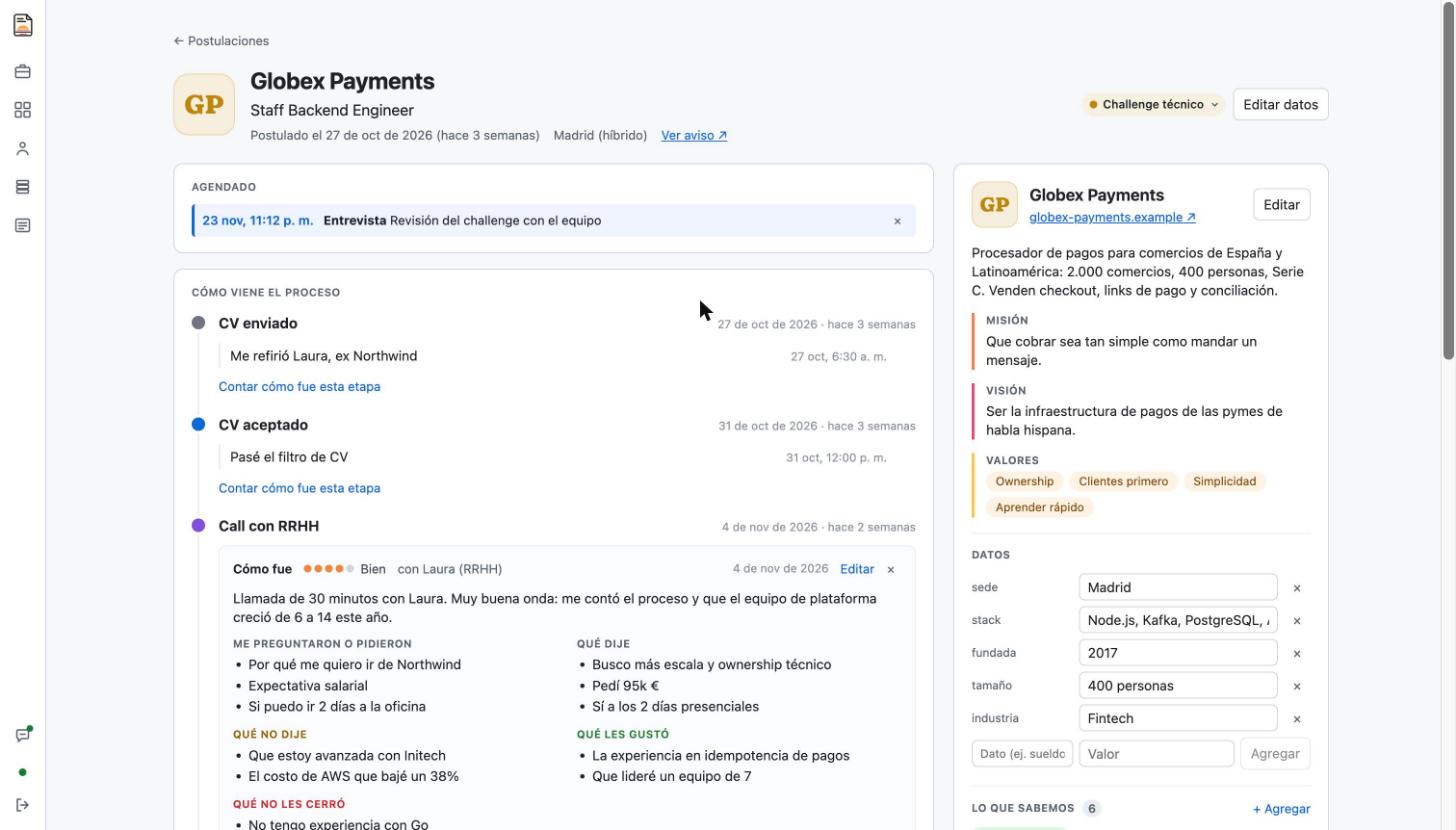 ← Postulaciones
GP
Globex Payments
Staff Backend Engineer
Postulado el 27 de oct de 2026 (hace 3 semanas) Madrid (híbrido) Ver aviso ↗
Challenge técnico
Editar datos
AGENDADO
23 nov, 11:12 p. m. Entrevista Revisión del challenge con el equipo ×
CÓMO VIENE EL PROCESO
CV enviado 27 de oct de 2026 · hace 3 semanas
Me refirió Laura, ex Northwind 27 oct, 6:30 a. m.
Contar cómo fue esta etapa
CV aceptado 31 de oct de 2026 · hace 3 semanas
Pasé el filtro de CV 31 oct, 12:00 p. m.
Contar cómo fue esta etapa
Call con RRHH 4 de nov de 2026 · hace 2 semanas
Cómo fue Bien con Laura (RRHH) 4 de nov de 2026 Editar ×
Llamada de 30 minutos con Laura. Muy buena onda: me contó el proceso y que el equipo de plataforma
creció de 6 a 14 este año.
ME PREGUNTARON O PIDIERON
• Por qué me quiero ir de Northwind
• Expectativa salarial
• Si puedo ir 2 días a la oficina
QUÉ DIJE
• Busco más escala y ownership técnico
• Pedí 95k €
• Sí a los 2 días presenciales
QUÉ NO DIJE
• Que estoy avanzada con Initech
• El costo de AWS que bajé un 38%
QUÉ LES GUSTÓ
• La experiencia en idempotencia de pagos
• Que lideré un equipo de 7
QUÉ NO LES CERRÓ
• No tengo experiencia con Go
GP
Globex Payments
globex-payments.example ↗
Editar
Procesador de pagos para comercios de España y
Latinoamérica: 2.000 comercios, 400 personas, Serie
C. Venden checkout, links de pago y conciliación.
MISIÓN
Que cobrar sea tan simple como mandar un
mensaje.
VISIÓN
Ser la infraestructura de pagos de las pymes de
habla hispana.
VALORES
Ownership Clientes primero Simplicidad
Aprender rápido
DATOS
sede Madrid ×
stack Node.js, Kafka, PostgreSQL, ×
fundada 2017 ×
tamaño 400 personas ×
industria Fintech ×
Dato (ej. sueldo Valor Agregar
LO QUE SABEMOS 6 + Agregar